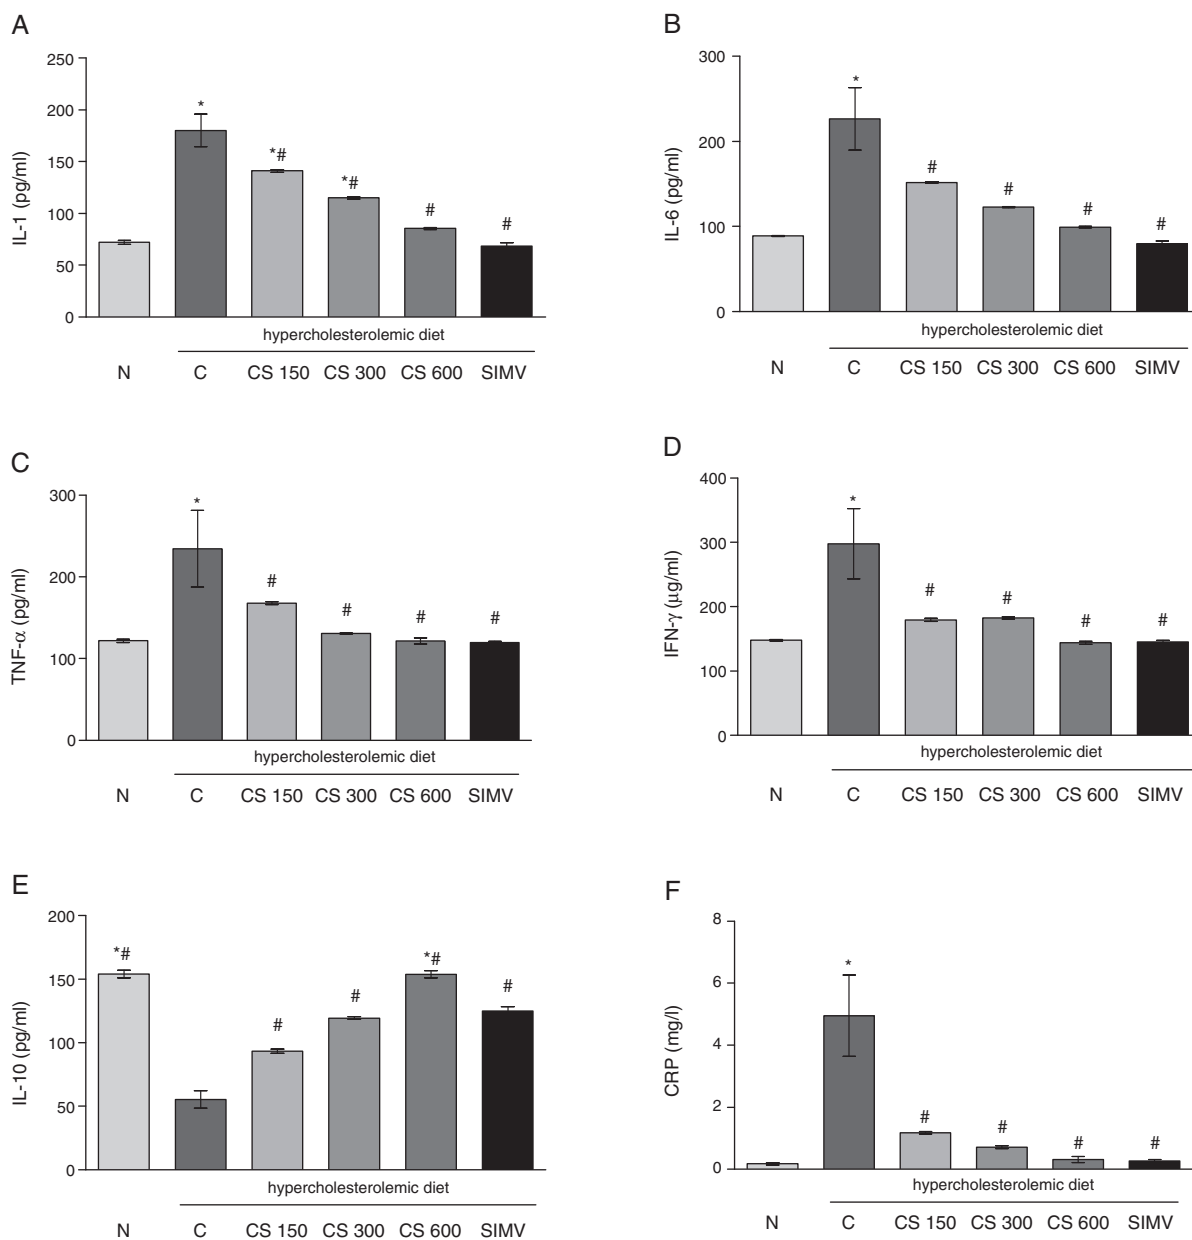 A
IL-1 (pg/ml)
250
200
150
100
50
0
*
*#
*#
#
#
hypercholesterolemic diet
N C CS 150 CS 300 CS 600 SIMV
B
IL-6 (pg/ml)
300
200
100
0
*
#
#
#
#
hypercholesterolemic diet
N C CS 150 CS 300 CS 600 SIMV
C
TNF-α (pg/ml)
300
200
100
0
*
#
#
#
#
hypercholesterolemic diet
N C CS 150 CS 300 CS 600 SIMV
D
IFN-γ (μg/ml)
400
300
200
100
0
*
#
#
#
#
hypercholesterolemic diet
N C CS 150 CS 300 CS 600 SIMV
E
IL-10 (pg/ml)
200
150
100
50
0
*#
#
#
*#
#
hypercholesterolemic diet
N C CS 150 CS 300 CS 600 SIMV
F
CRP (mg/l)
8
6
4
2
0
*
#
#
#
#
hypercholesterolemic diet
N C CS 150 CS 300 CS 600 SIMV